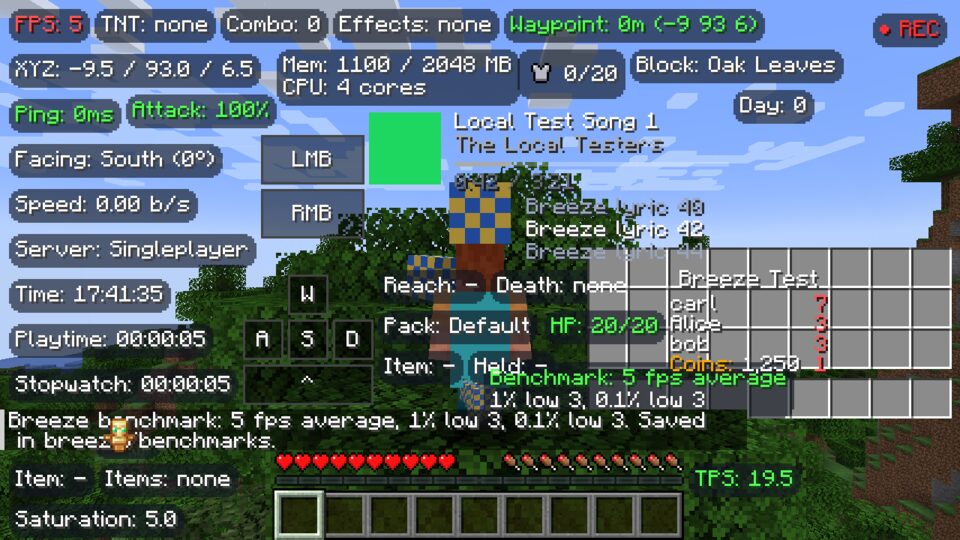 FPS: 5
TNT: none
Combo: 0
Effects: none
Waypoint: 0m (-9 93 6)
REC
XYZ: -9.5 / 93.0 / 6.5
Mem: 1100 / 2048 MB
CPU: 4 cores
0/20
Block: Oak Leaves
Day: 0
Ping: 0ms
Attack: 100%
Local Test Song 1
The Local Testers
Facing: South (0°)
LMB
RMB
Speed: 0.00 b/s
Breeze lyric 40
Breeze lyric 42
Breeze lyric 44
Server: Singleplayer
Time: 17:41:35
W
A
S
D
^
Reach: -
Death: none
Breeze Test
carl 7
Alice 3
bob 3
Coins: 1,250 1
Playtime: 00:00:05
Pack: Default
HP: 20/20
Stopwatch: 00:00:05
Item: -
Held: -
Benchmark: 5 fps average
1% low 3, 0.1% low 3
Breeze benchmark: 5 fps average, 1% low 3, 0.1% low 3. Saved
in breeze benchmarks.
Item: -
Items: none
TPS: 19.5
Saturation: 5.0